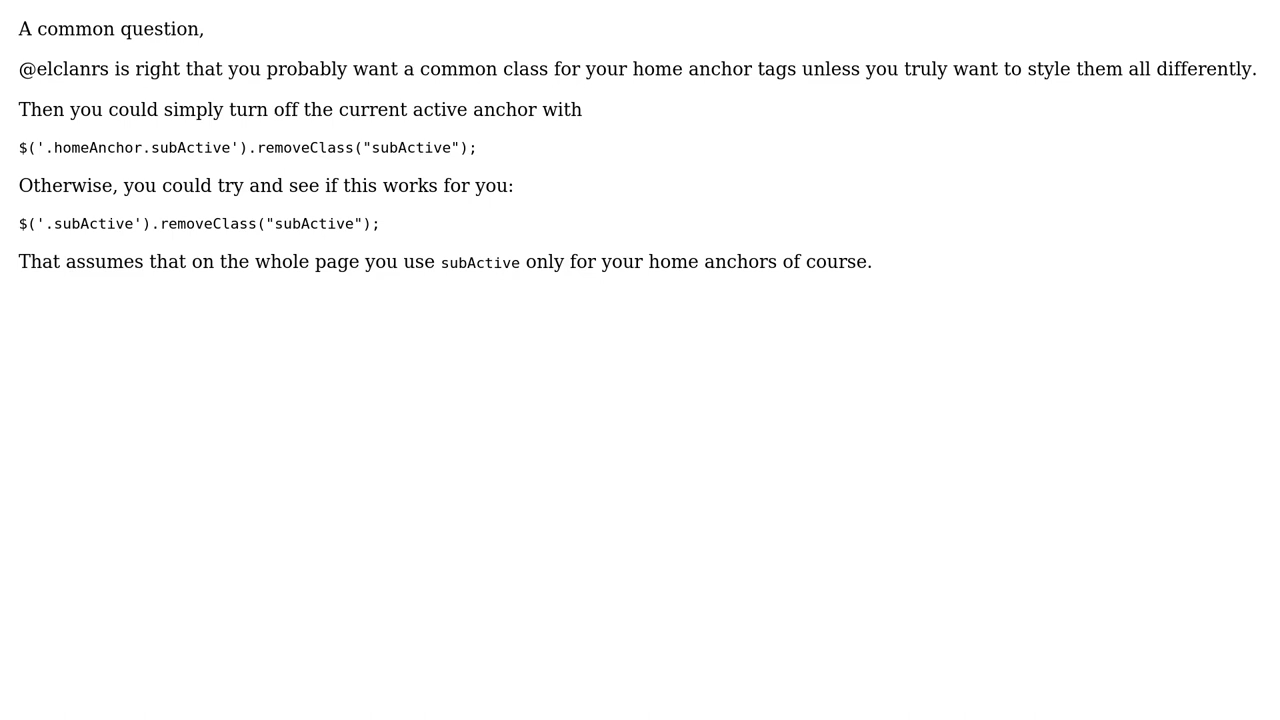 A common question,
@elclanrs is right that you probably want a common class for your home anchor tags unless you truly want to style them all differently.
Then you could simply turn off the current active anchor with
$('.homeAnchor.subActive').removeClass("subActive");
Otherwise, you could try and see if this works for you:
$('.subActive').removeClass("subActive");
That assumes that on the whole page you use subActive only for your home anchors of course.